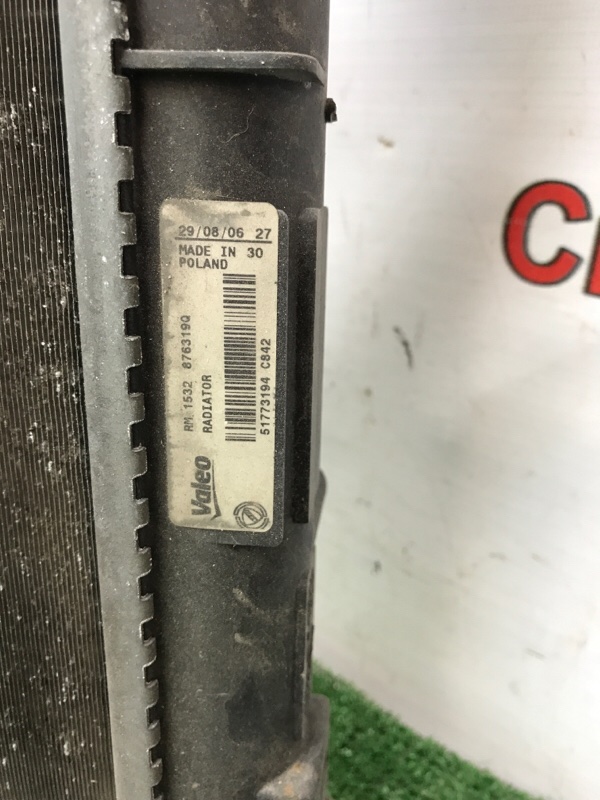 29/08/06 27
MADE IN 30
POLAND
RM 1532 876319Q
RADIATOR
51773194 C842
Valeo